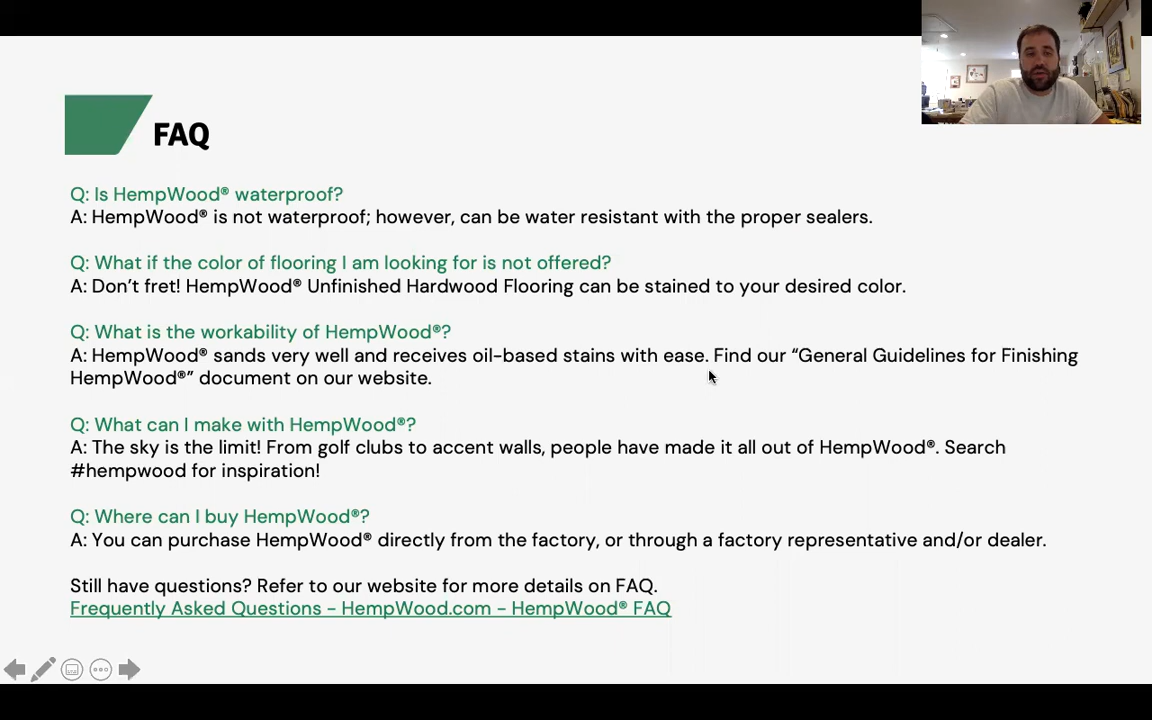 FAQ
Q: Is HempWood® waterproof?
A: HempWood® is not waterproof; however, can be water resistant with the proper sealers.
Q: What if the color of flooring I am looking for is not offered?
A: Don’t fret! HempWood® Unfinished Hardwood Flooring can be stained to your desired color.
Q: What is the workability of HempWood®?
A: HempWood® sands very well and receives oil-based stains with ease. Find our “General Guidelines for Finishing
HempWood®” document on our website.
Q: What can I make with HempWood®?
A: The sky is the limit! From golf clubs to accent walls, people have made it all out of HempWood®. Search
#hempwood for inspiration!
Q: Where can I buy HempWood®?
A: You can purchase HempWood® directly from the factory, or through a factory representative and/or dealer.
Still have questions? Refer to our website for more details on FAQ.
Frequently Asked Questions - HempWood.com - HempWood® FAQ